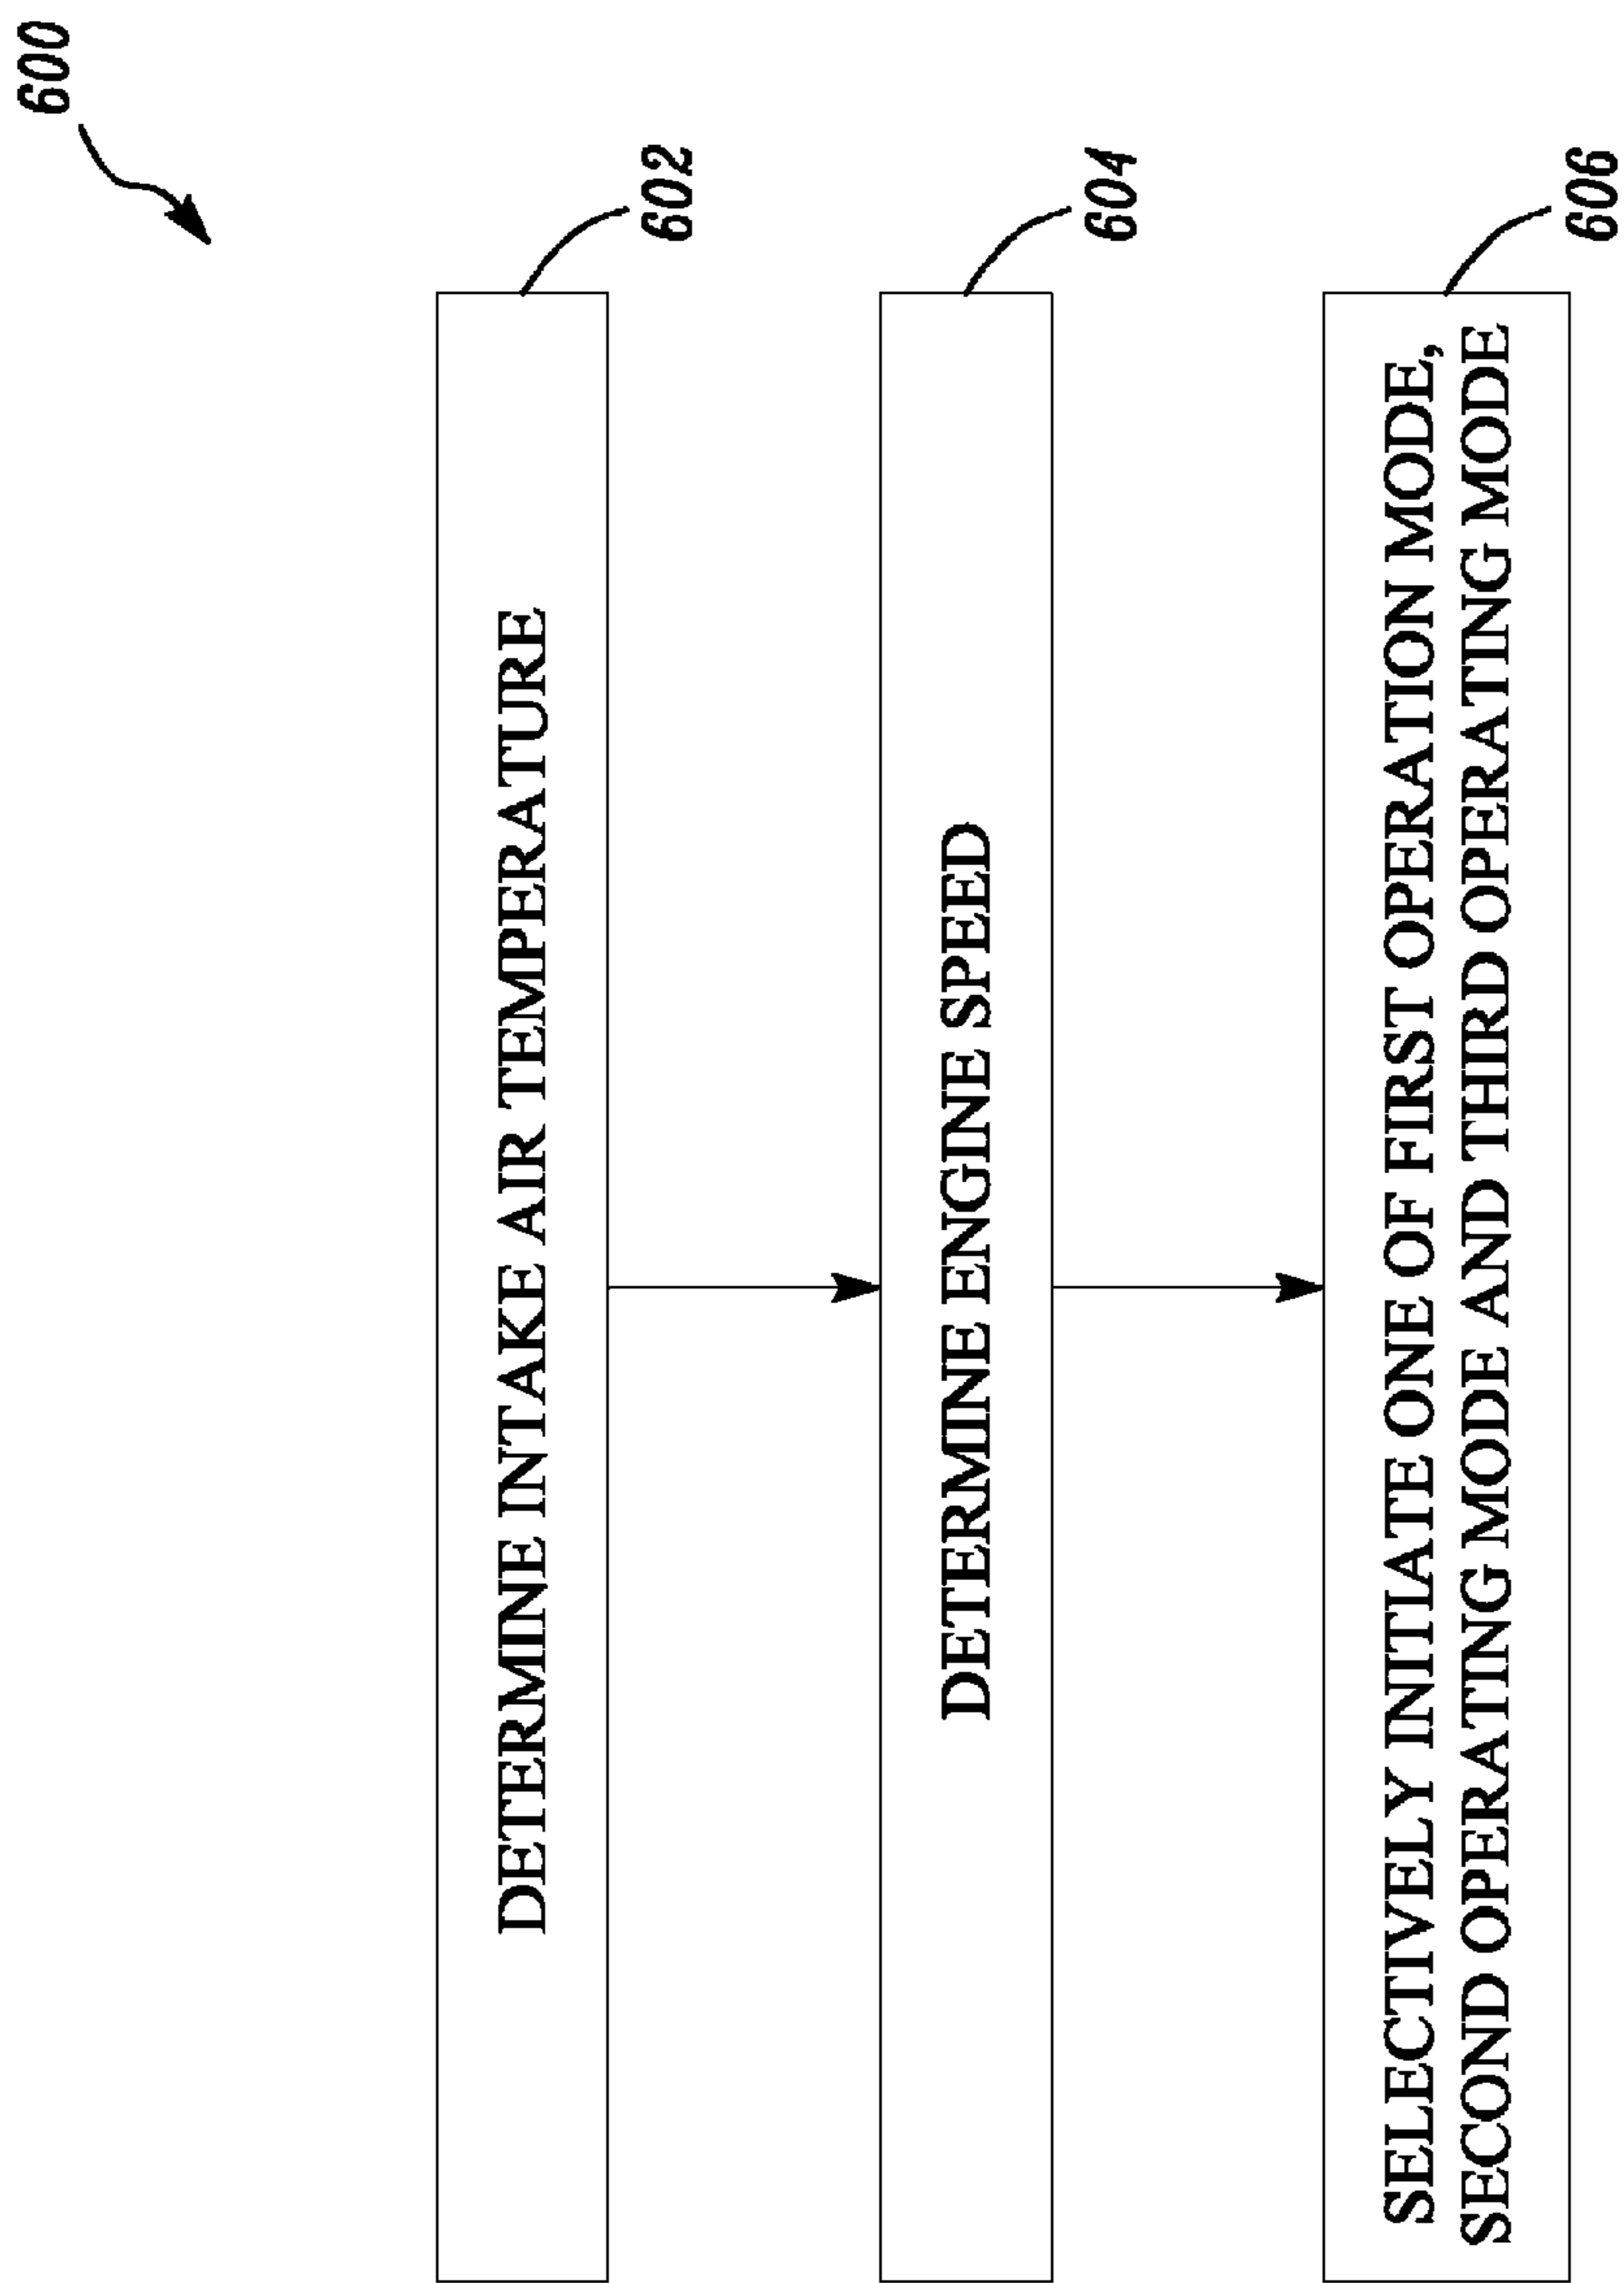 600
602
DETERMINE INTAKE AIR TEMPERATURE
604
DETERMINE ENGINE SPEED
606
SELECTIVELY INITIATE ONE OF FIRST OPERATION MODE,
SECOND OPERATING MODE AND THIRD OPERATING MODE